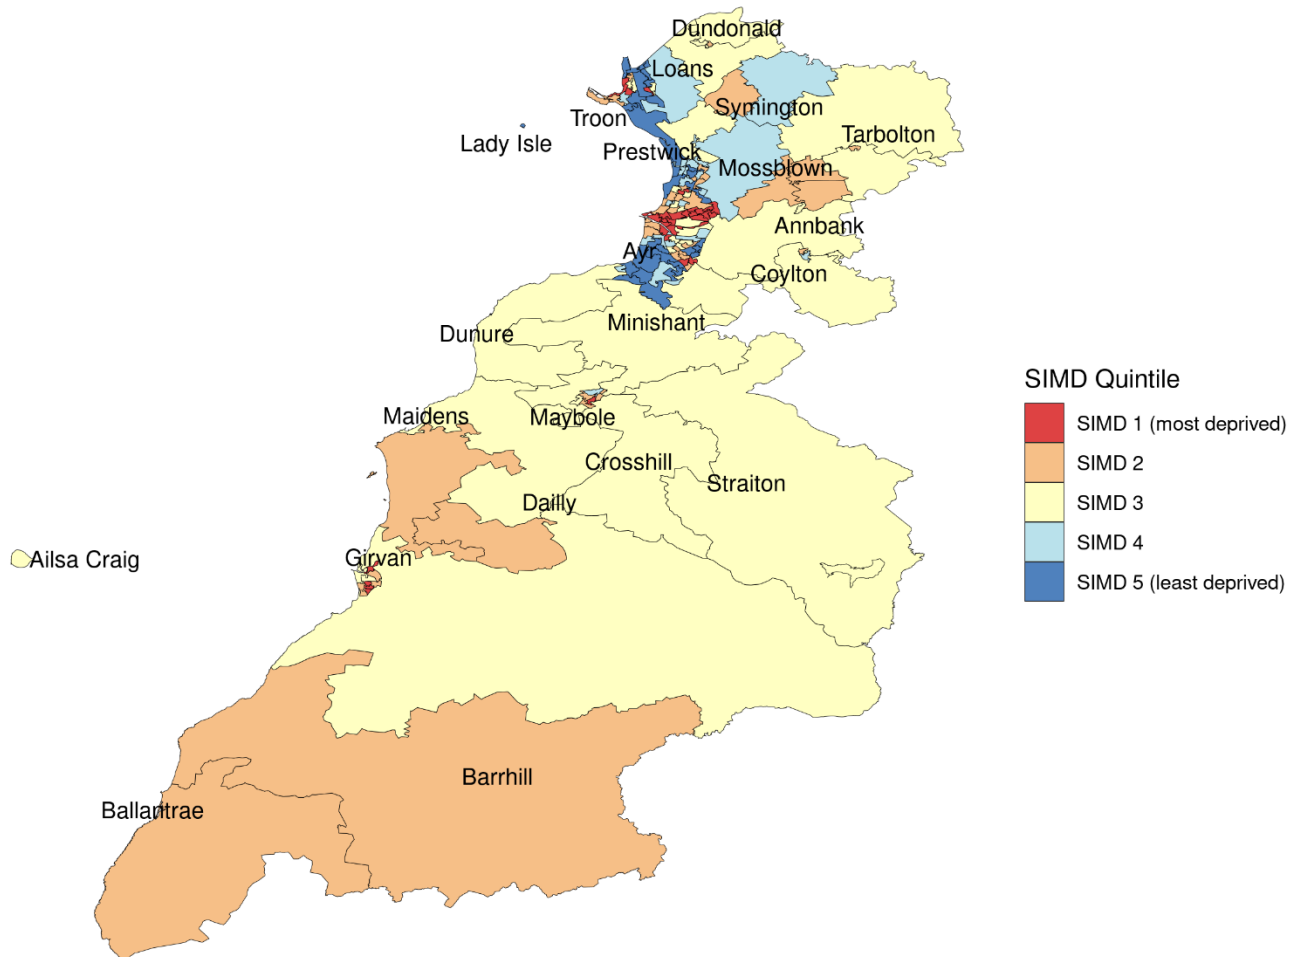 Dundonald
Loans
Symington
Troon
Tarbolton
Lady Isle
Prestwick
Mossblown
Annbank
Ayr
Coylton
Minishant
Dunure
Maidens
Maybole
Crosshill
Straiton
Dailly
Girvan
Ailsa Craig
Barrhill
Ballantrae
SIMD Quintile
SIMD 1 (most deprived)
SIMD 2
SIMD 3
SIMD 4
SIMD 5 (least deprived)